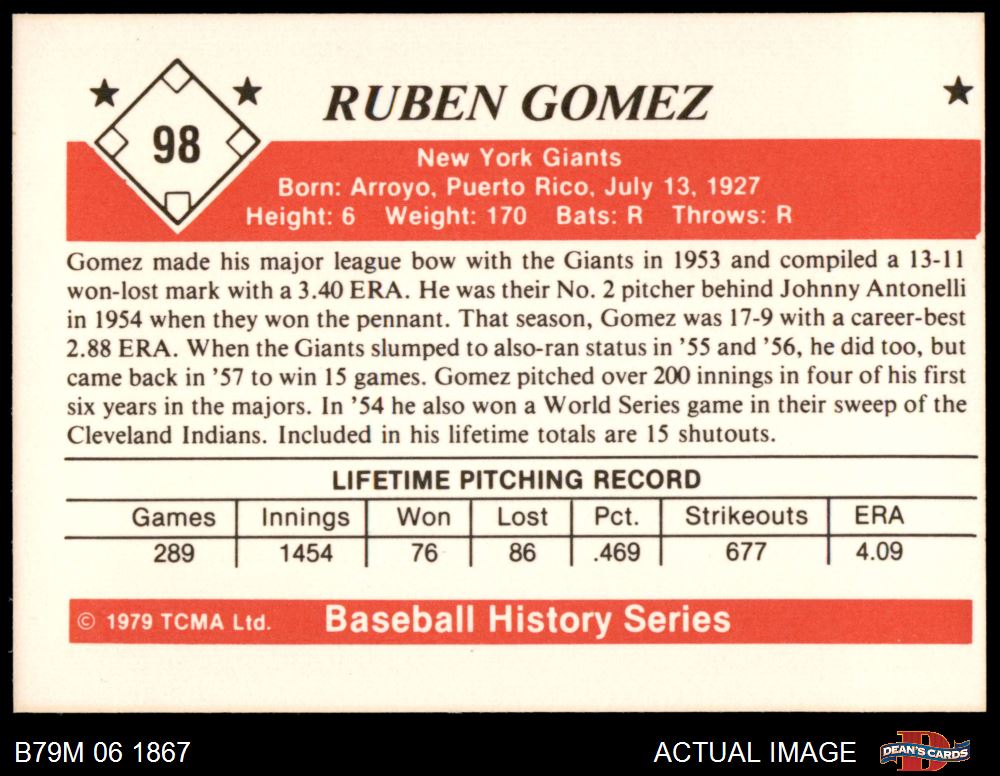 98
RUBEN GOMEZ
New York Giants
Born: Arroyo, Puerto Rico, July 13, 1927
Height: 6 Weight: 170 Bats: R Throws: R
Gomez made his major league bow with the Giants in 1953 and compiled a 13-11
won-lost mark with a 3.40 ERA. He was their No. 2 pitcher behind Johnny Antonelli
in 1954 when they won the pennant. That season, Gomez was 17-9 with a career-best
2.88 ERA. When the Giants slumped to also-ran status in ’55 and ’56, he did too, but
came back in ’57 to win 15 games. Gomez pitched over 200 innings in four of his first
six years in the majors. In ’54 he also won a World Series game in their sweep of the
Cleveland Indians. Included in his lifetime totals are 15 shutouts.
LIFETIME PITCHING RECORD
Games Innings Won Lost Pct. Strikeouts ERA
289 1454 76 86 .469 677 4.09
© 1979 TCMA Ltd. Baseball History Series
B79M 06 1867 ACTUAL IMAGE DEAN'S CARDS